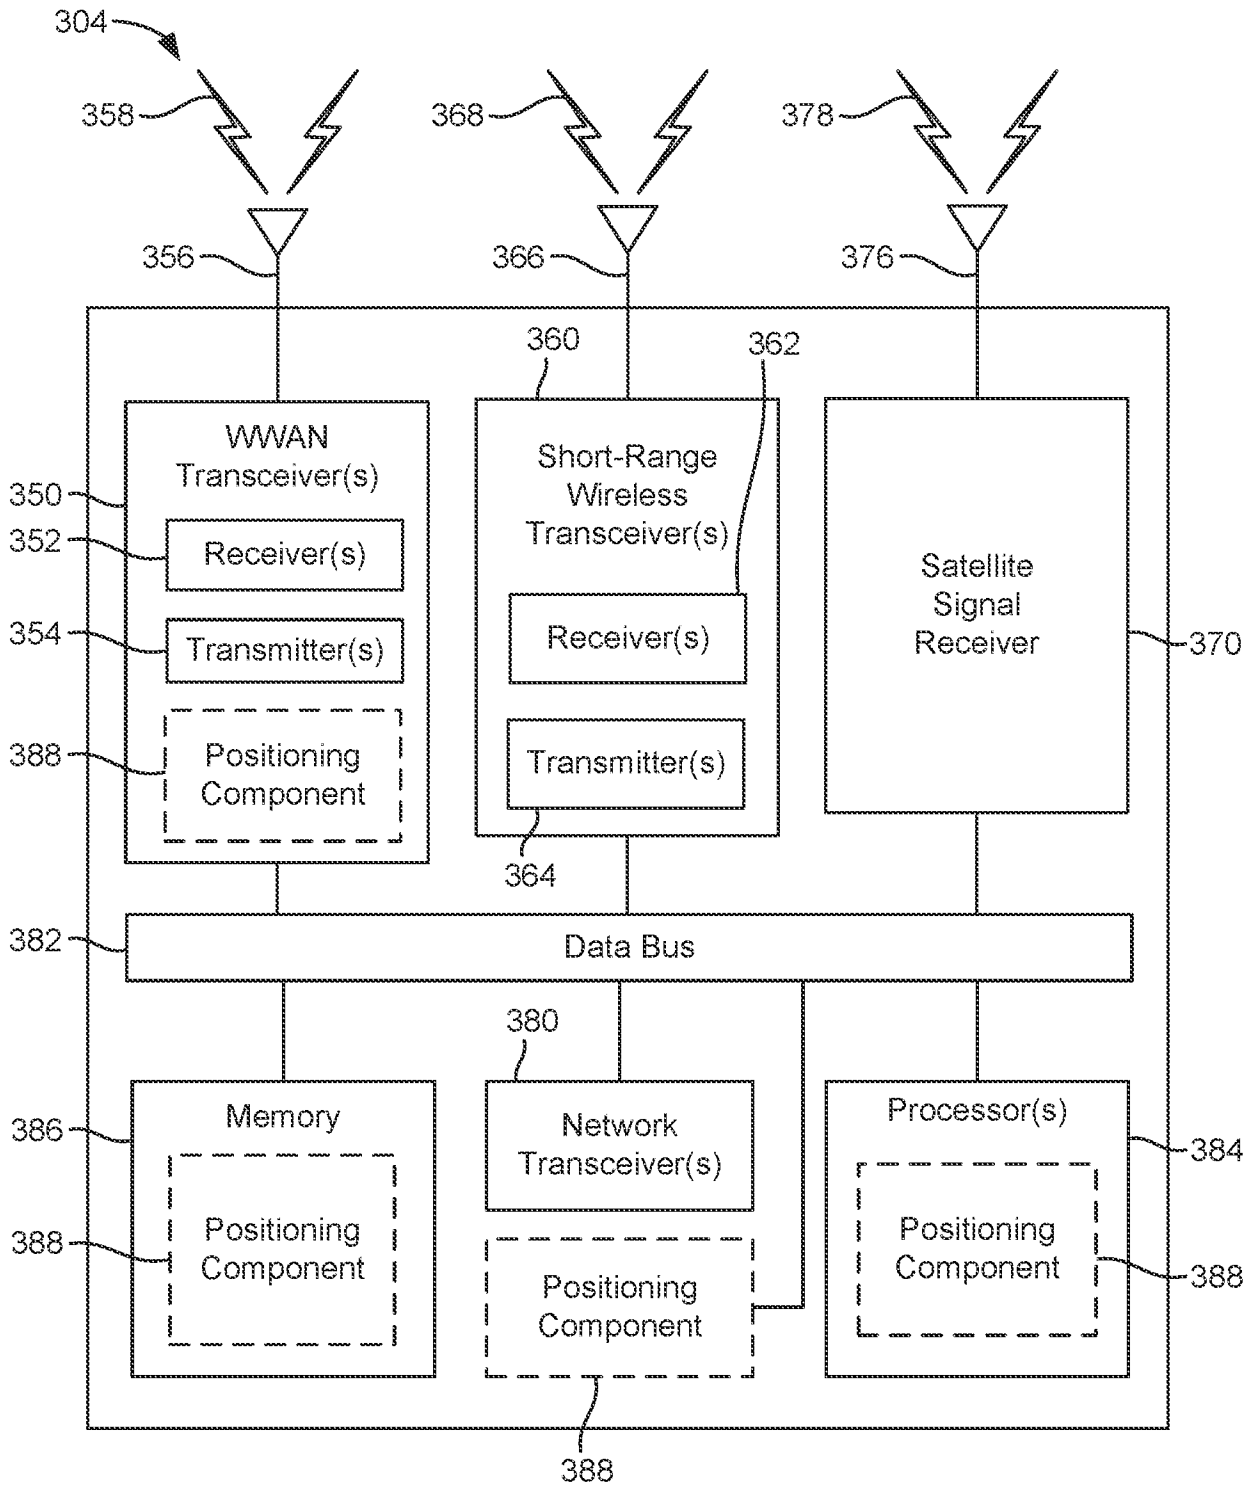 304
358
368
378
356
366
376
360
362
WWAN
Transceiver(s)
350
352
Receiver(s)
354
Transmitter(s)
388
Positioning
Component
Short-Range
Wireless
Transceiver(s)
Receiver(s)
Transmitter(s)
364
Satellite
Signal
Receiver
370
382
Data Bus
380
386
Memory
388
Positioning
Component
Network
Transceiver(s)
Positioning
Component
388
Processor(s)
384
Positioning
Component
388